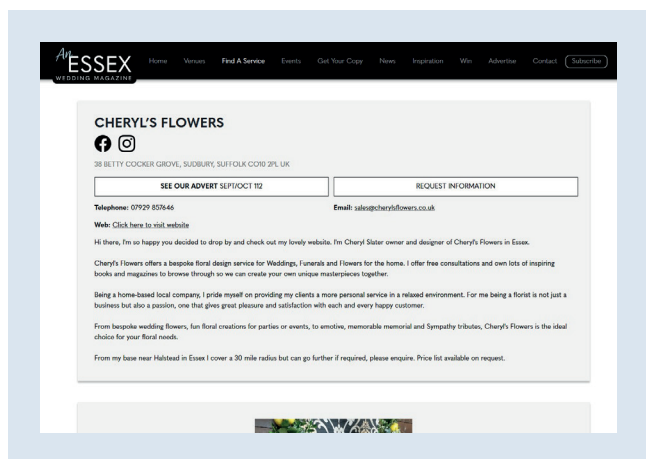 An
ESSEX
WEDDING MAGAZINE
Home Venues Find A Service Events Get Your Copy News Inspiration Win Advertise Contact Subscribe
CHERYL'S FLOWERS
38 BETTY COCKER GROVE, SUDBURY, SUFFOLK CO10 2PL UK
SEE OUR ADVERT SEPT/OCT 112
REQUEST INFORMATION
Telephone: 07929 857646
Email: sales@cherylsflowers.co.uk
Web: Click here to visit website
Hi there, I'm so happy you decided to drop by and check out my lovely website. I'm Cheryl Slater owner and designer of Cheryl's Flowers in Essex.
Cheryl's Flowers offers a bespoke floral design service for Weddings, Funerals and Flowers for the home. I offer free consultations and own lots of inspiring
books and magazines to browse through so we can create your own unique masterpieces together.
Being a home-based local company, I pride myself on providing my clients a more personal service in a relaxed environment. For me being a florist is not just a
business but also a passion, one that gives great pleasure and satisfaction with each and every happy customer.
From bespoke wedding flowers, fun floral creations for parties or events, to emotive, memorable memorial and Sympathy tributes, Cheryl's Flowers is the ideal
choice for your floral needs.
From my base near Halstead in Essex I cover a 30 mile radius but can go further if required, please enquire. Price list available on request.